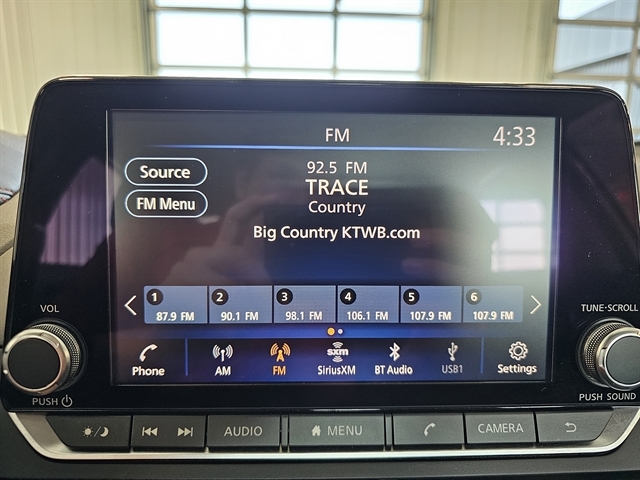 FM
4:33
Source
92.5 FM
TRACE
FM Menu
Country
Big Country KTWB.com
1 2 3 4 5 6
87.9 FM 90.1 FM 98.1 FM 106.1 FM 107.9 FM 107.9 FM
VOL
TUNE·SCROLL
sxm
Phone AM FM SiriusXM BT Audio USB1 Settings
PUSH
PUSH SOUND
AUDIO MENU CAMERA